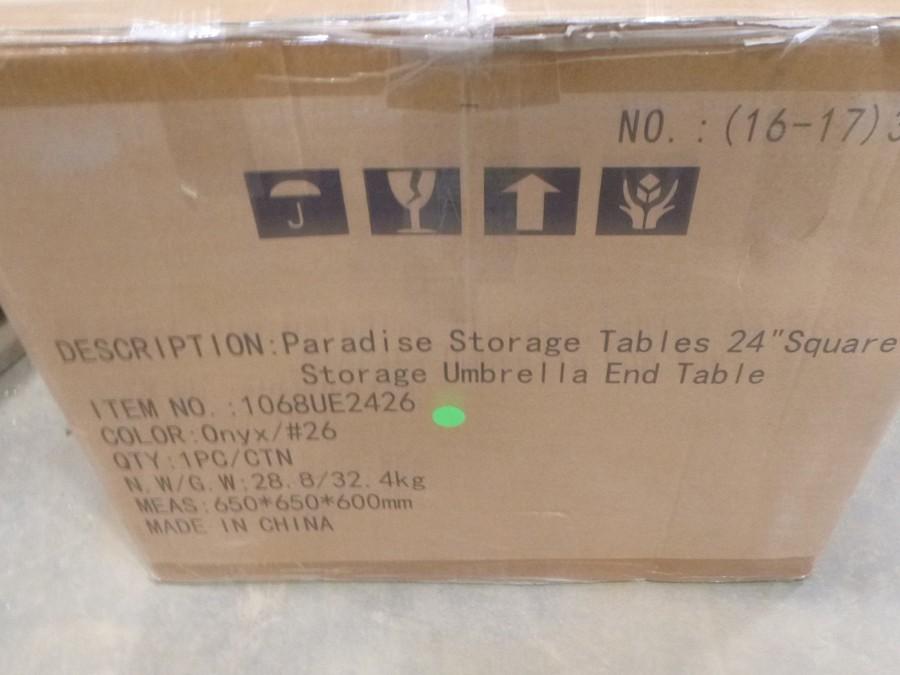 NO.:(16-17)3
DESCRIPTION:Paradise Storage Tables 24"Square
Storage Umbrella End Table
ITEM NO.:1068UE2426
COLOR:Onyx/#26
QTY:1PC/CTN
N.W/G.W:28.8/32.4kg
MEAS:650*650*600mm
MADE IN CHINA